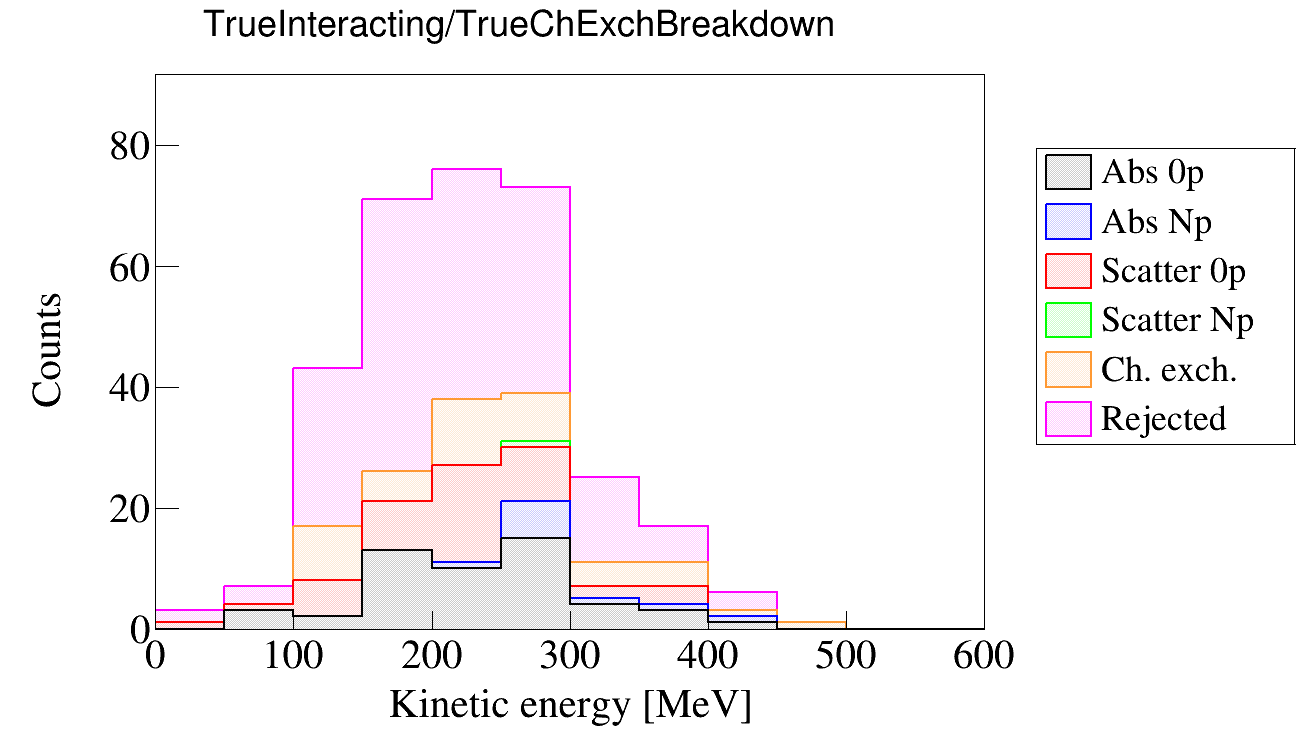 TrueInteracting/TrueChExchBreakdown
80
60
40
20
0
Counts
0 100 200 300 400 500 600
Kinetic energy [MeV]
Abs 0p
Abs Np
Scatter 0p
Scatter Np
Ch. exch.
Rejected